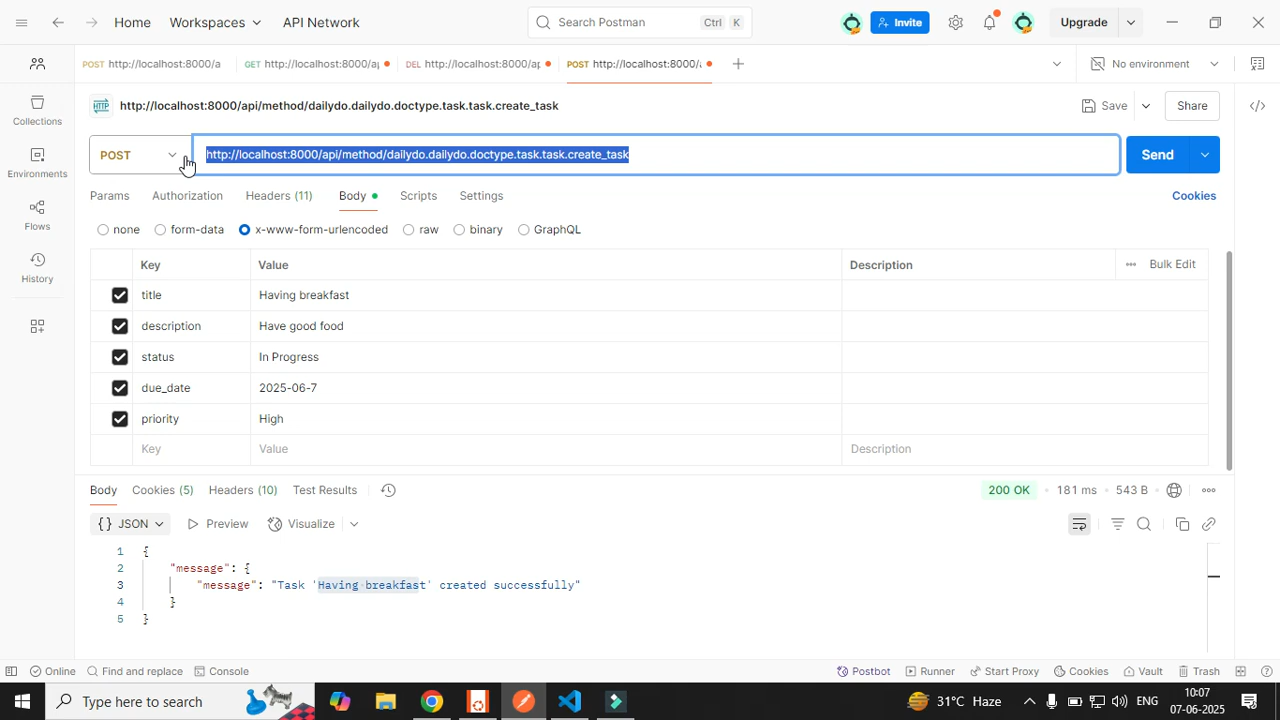 Home Workspaces API Network Search Postman Ctrl K Invite Upgrade
POST http://localhost:8000/a GET http://localhost:8000/a DEL http://localhost:8000/ap POST http://localhost:8000/ No environment
HTTP http://localhost:8000/api/method/dailydo.dailydo.doctype.task.task.create_task Save Share
Collections
POST http://localhost:8000/api/method/dailydo.dailydo.doctype.task.task.create_task Send
Environments
Params Authorization Headers (11) Body Scripts Settings Cookies
Flows
none form-data x-www-form-urlencoded raw binary GraphQL
History
Key Value Description Bulk Edit
title Having breakfast
description Have good food
status In Progress
due_date 2025-06-7
priority High
Key Value Description
Body Cookies (5) Headers (10) Test Results 200 OK 181 ms 543 B
{} JSON Preview Visualize
1 {
2 "message": {
3 "message": "Task 'Having breakfast' created successfully"
4 }
5 }
Online Find and replace Console Postbot Runner Start Proxy Cookies Vault Trash
Type here to search 31°C Haze ENG 10:07
07-06-2025